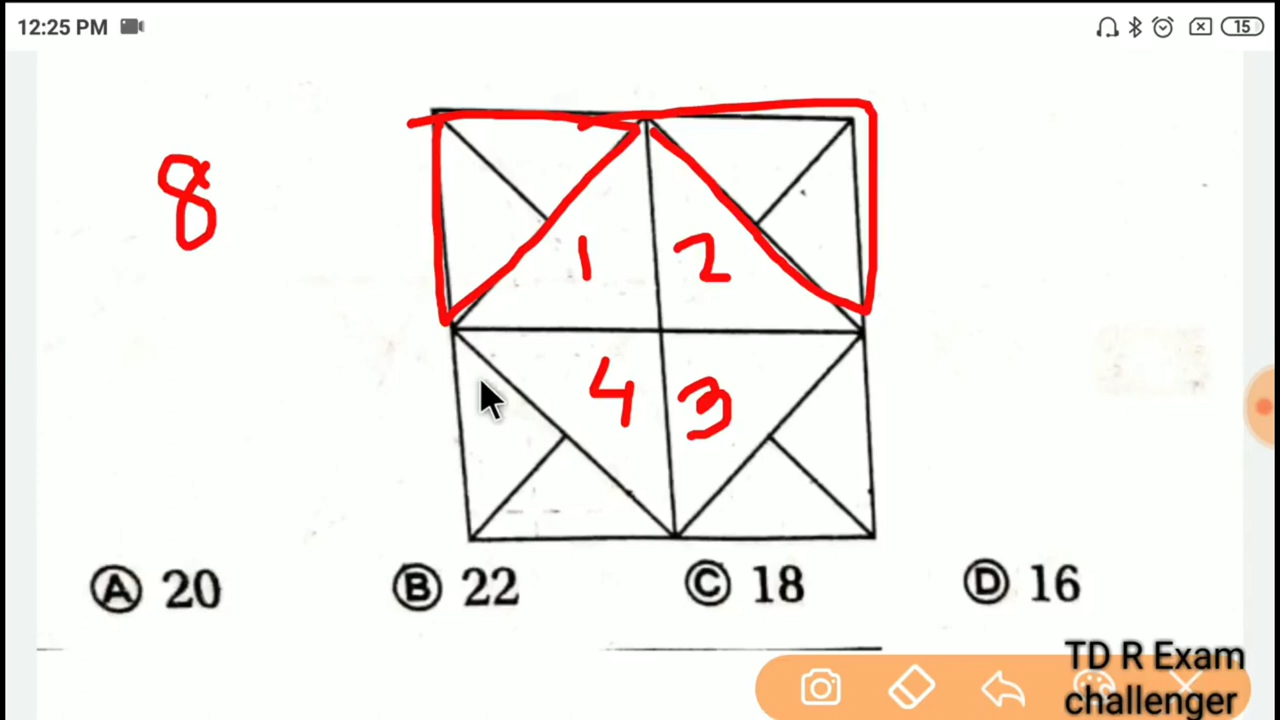 12:25 PM 15
8
1 2
4 3
Ⓐ 20 Ⓑ 22 Ⓒ 18 Ⓓ 16
TD R Exam
challenger